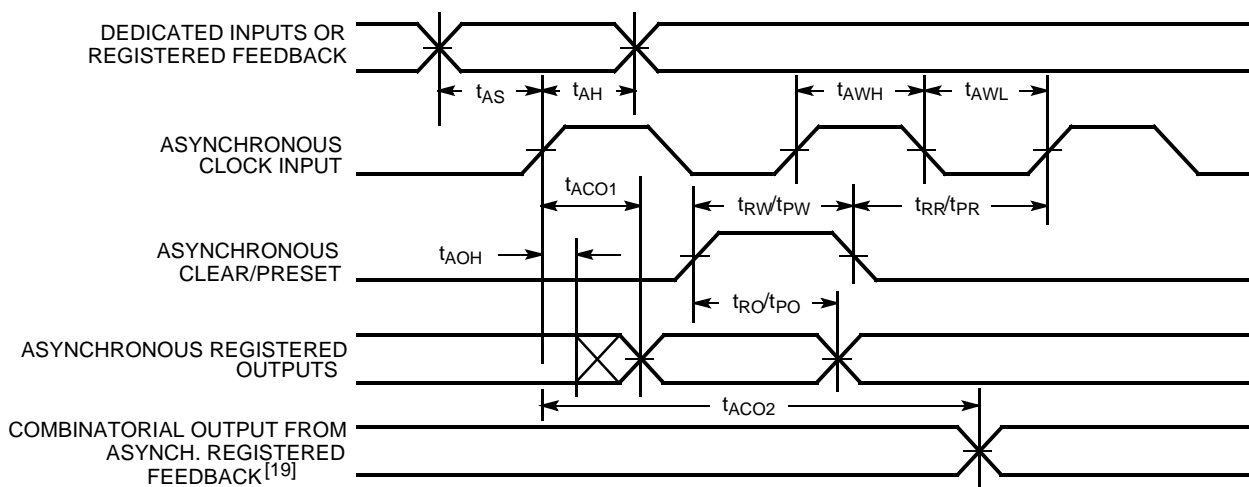 DEDICATED INPUTS OR
REGISTERED FEEDBACK
tAS
tAH
tAWH
tAWL
ASYNCHRONOUS
CLOCK INPUT
tACO1
tRW/tPW
tRR/tPR
ASYNCHRONOUS
CLEAR/PRESET
tAOH
tRO/tPO
ASYNCHRONOUS REGISTERED
OUTPUTS
tACO2
COMBINATORIAL OUTPUT FROM
ASYNCH. REGISTERED
FEEDBACK[19]